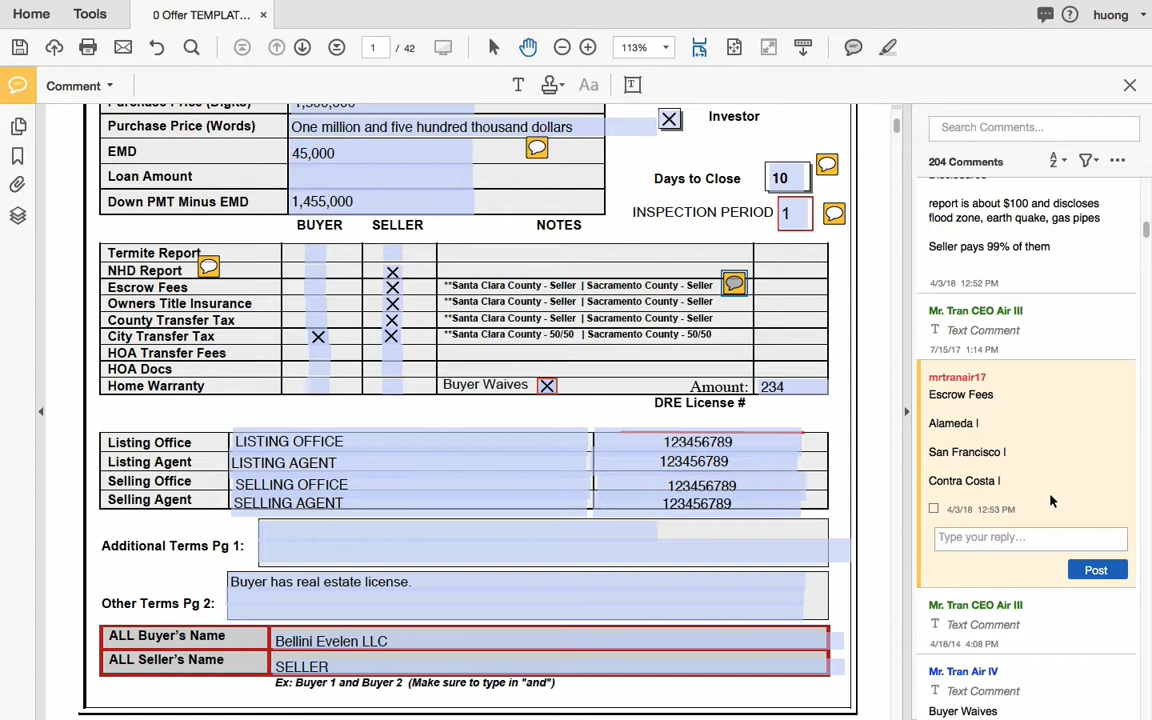 Home
Tools
0 Offer TEMPLAT... ×
huong
1 / 42
113%
Comment
T
Aa
T
Purchase Price (Digits)
Purchase Price (Words) One million and five hundred thousand dollars
Investor
EMD 45,000
Loan Amount
Days to Close 10
Down PMT Minus EMD 1,455,000
INSPECTION PERIOD 1
BUYER SELLER NOTES
Termite Report
NHD Report
Escrow Fees **Santa Clara County - Seller | Sacramento County - Seller
Owners Title Insurance **Santa Clara County - Seller | Sacramento County - Seller
County Transfer Tax **Santa Clara County - Seller | Sacramento County - Seller
City Transfer Tax **Santa Clara County - 50/50 | Sacramento County - 50/50
HOA Transfer Fees
HOA Docs
Home Warranty Buyer Waives Amount: 234
DRE License #
Listing Office LISTING OFFICE 123456789
Listing Agent LISTING AGENT 123456789
Selling Office SELLING OFFICE 123456789
Selling Agent SELLING AGENT 123456789
Additional Terms Pg 1:
Buyer has real estate license.
Other Terms Pg 2:
ALL Buyer's Name Bellini Evelen LLC
ALL Seller's Name SELLER
Ex: Buyer 1 and Buyer 2 (Make sure to type in "and")
Search Comments...
204 Comments
Disclosures
report is about $100 and discloses
flood zone, earth quake, gas pipes
Seller pays 99% of them
4/3/18 12:52 PM
Mr. Tran CEO Air III
T Text Comment
7/15/17 1:14 PM
mrtranair17
Escrow Fees
Alameda l
San Francisco l
Contra Costa l
4/3/18 12:53 PM
Type your reply...
Post
Mr. Tran CEO Air III
T Text Comment
4/18/14 4:08 PM
Mr. Tran Air IV
T Text Comment
Buyer Waives